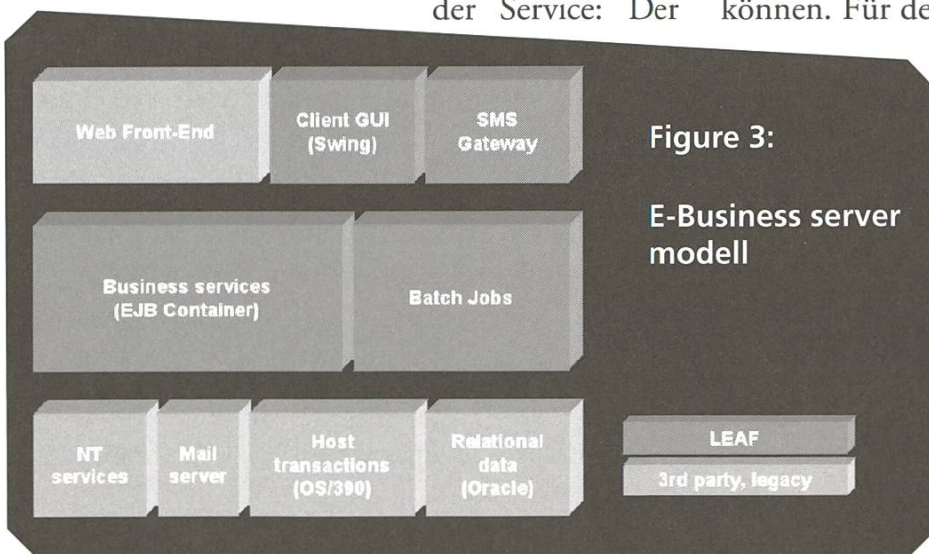 der Service: Der können. Für de
Web Front-End
Client GUI
(Swing)
SMS
Gateway
Figure 3:
E-Business server
modell
Business services
(EJB Container)
Batch Jobs
NT
services
Mail
server
Host
transactions
(OS/390)
Relational
data
(Oracle)
LEAF
3rd party, legacy